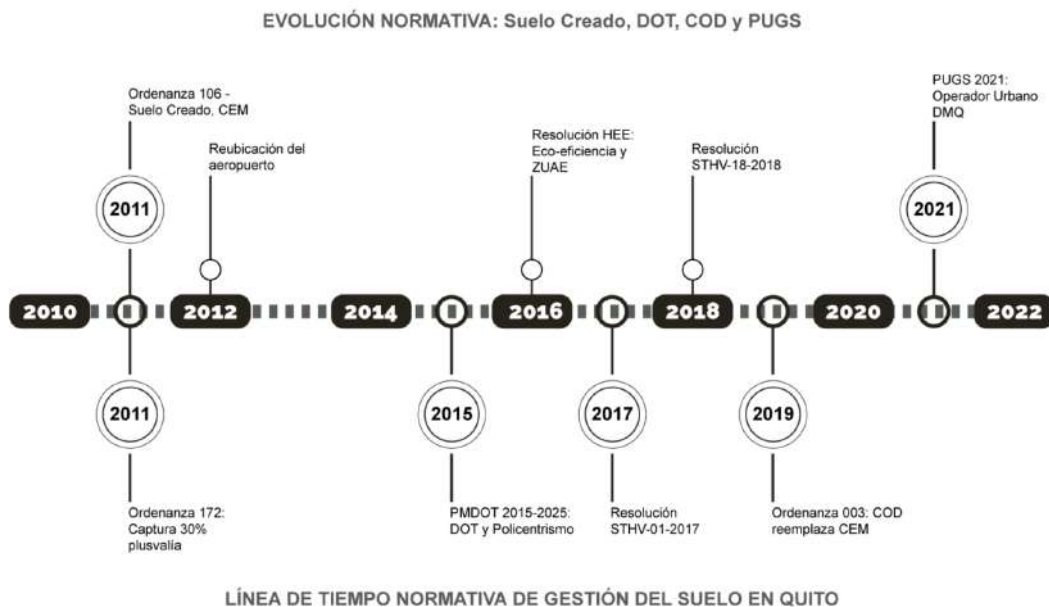 EVOLUCIÓN NORMATIVA: Suelo Creado, DOT, COD y PUGS
Ordenanza 106 -
Suelo Creado, CEM
Reubicación del
aeropuerto
Resolución HEE:
Eco-eficiencia y
ZUAE
Resolución
STHV-18-2018
PUGS 2021:
Operador Urbano
DMQ
2011
2021
2010
2012
2014
2016
2018
2020
2022
2011
2015
2017
2019
Ordenanza 172:
Captura 30%
plusvalía
PMDOT 2015-2025:
DOT y Policentrismo
Resolución
STHV-01-2017
Ordenanza 003: COD
reemplaza CEM
LÍNEA DE TIEMPO NORMATIVA DE GESTIÓN DEL SUELO EN QUITO